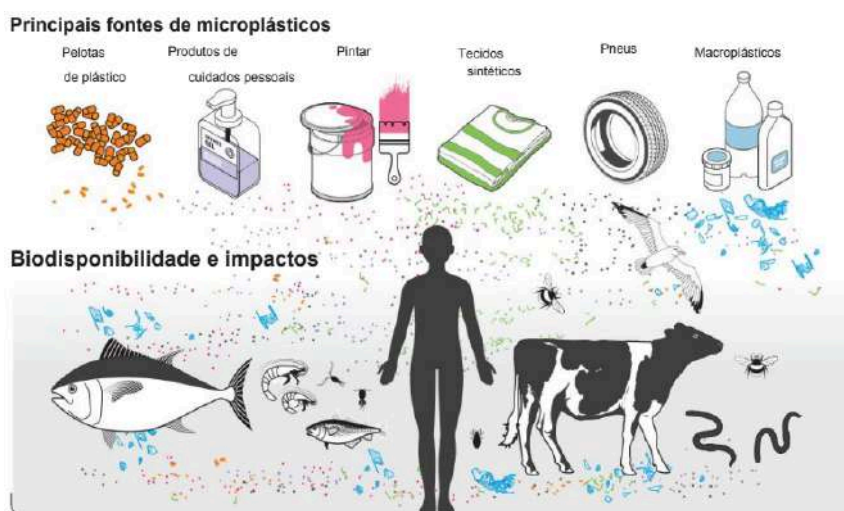 Principais fontes de microplásticos
Pelotas
de plástico
Produtos de
cuidados pessoais
Pintar
Tecidos
sintéticos
Pneus
Macroplásticos
Biodisponibilidade e impactos